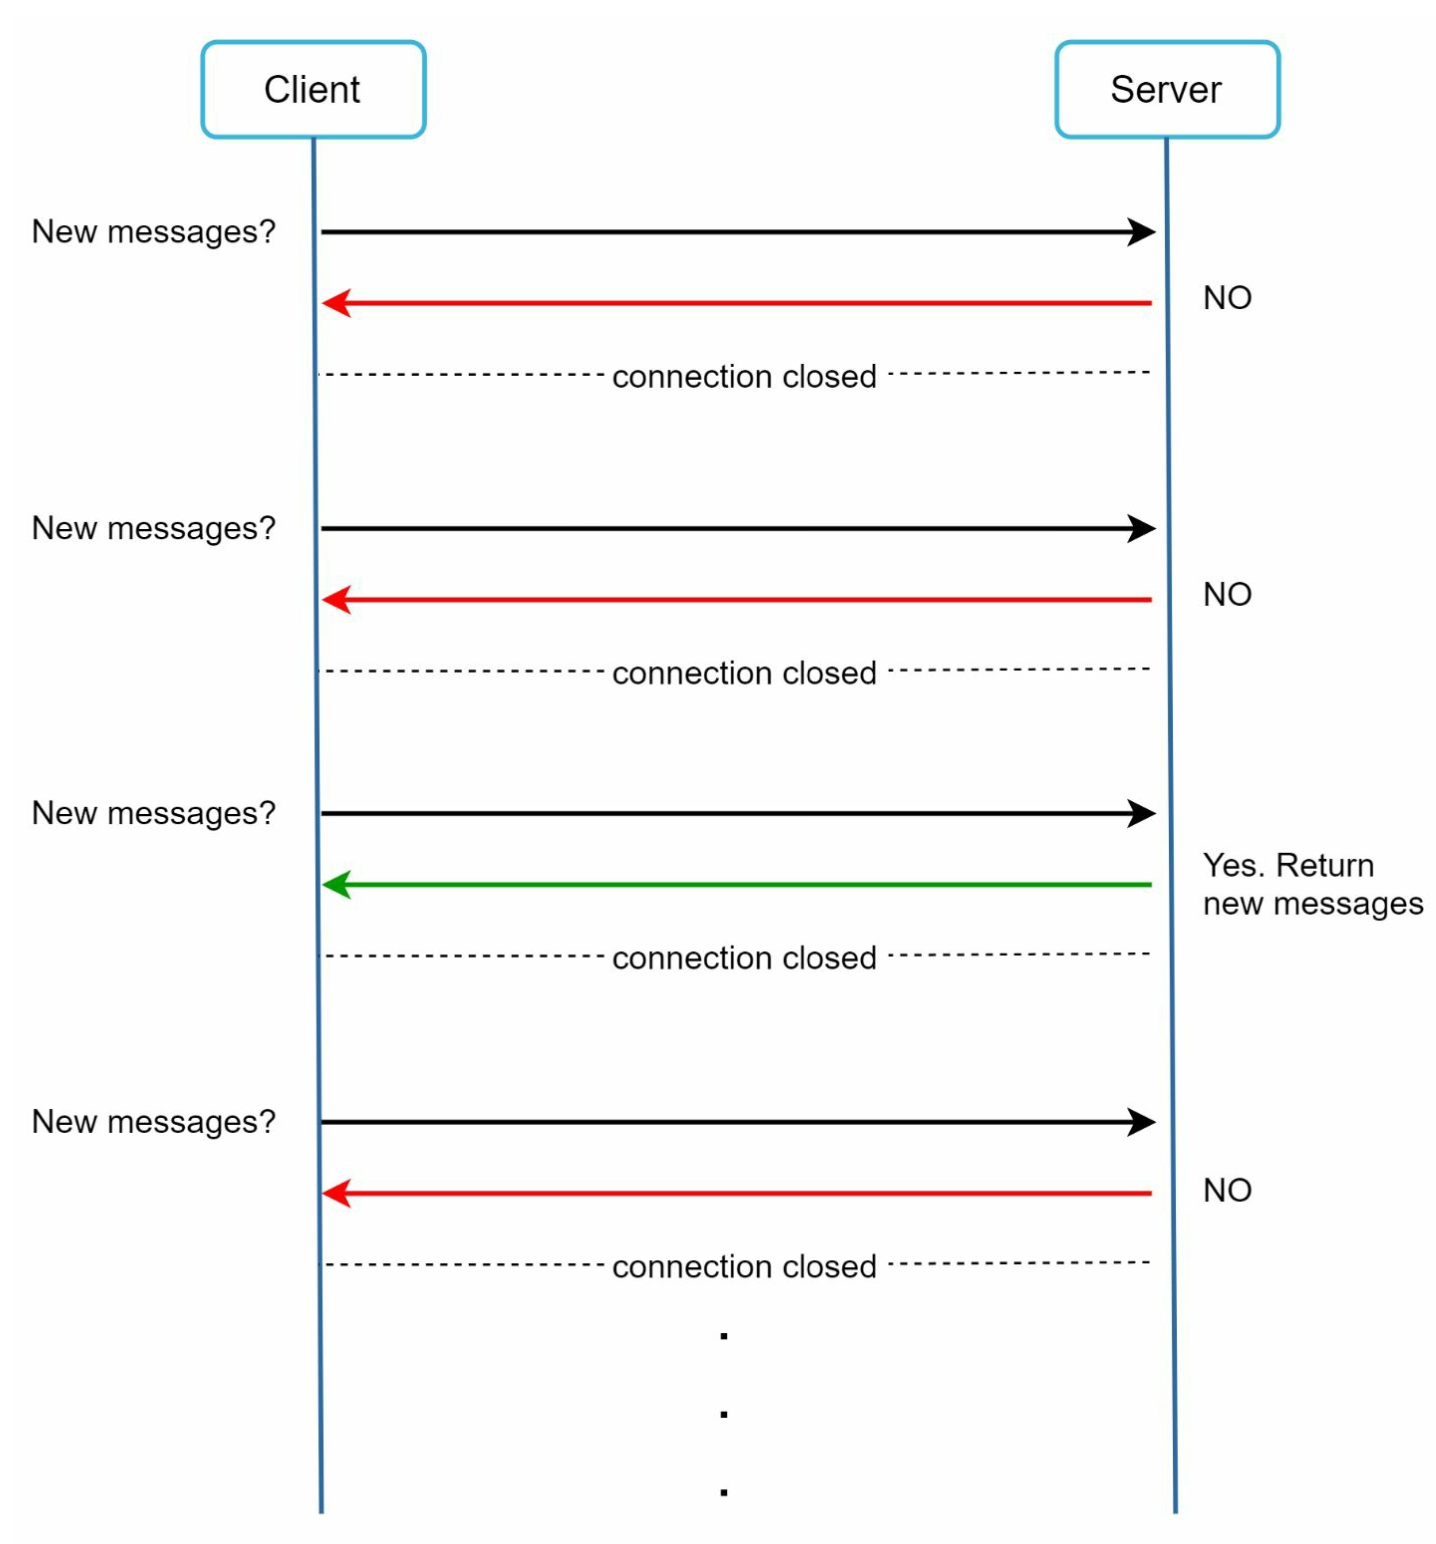 Client
Server
New messages?
NO
connection closed
New messages?
NO
connection closed
New messages?
Yes. Return
new messages
connection closed
New messages?
NO
connection closed